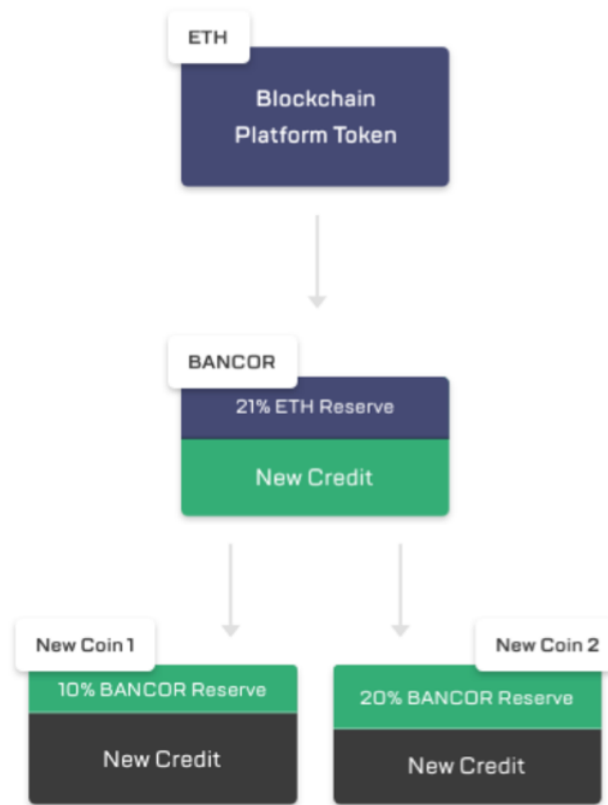 ETH
Blockchain
Platform Token
BANCOR
21% ETH Reserve
New Credit
New Coin 1
10% BANCOR Reserve
New Credit
New Coin 2
20% BANCOR Reserve
New Credit